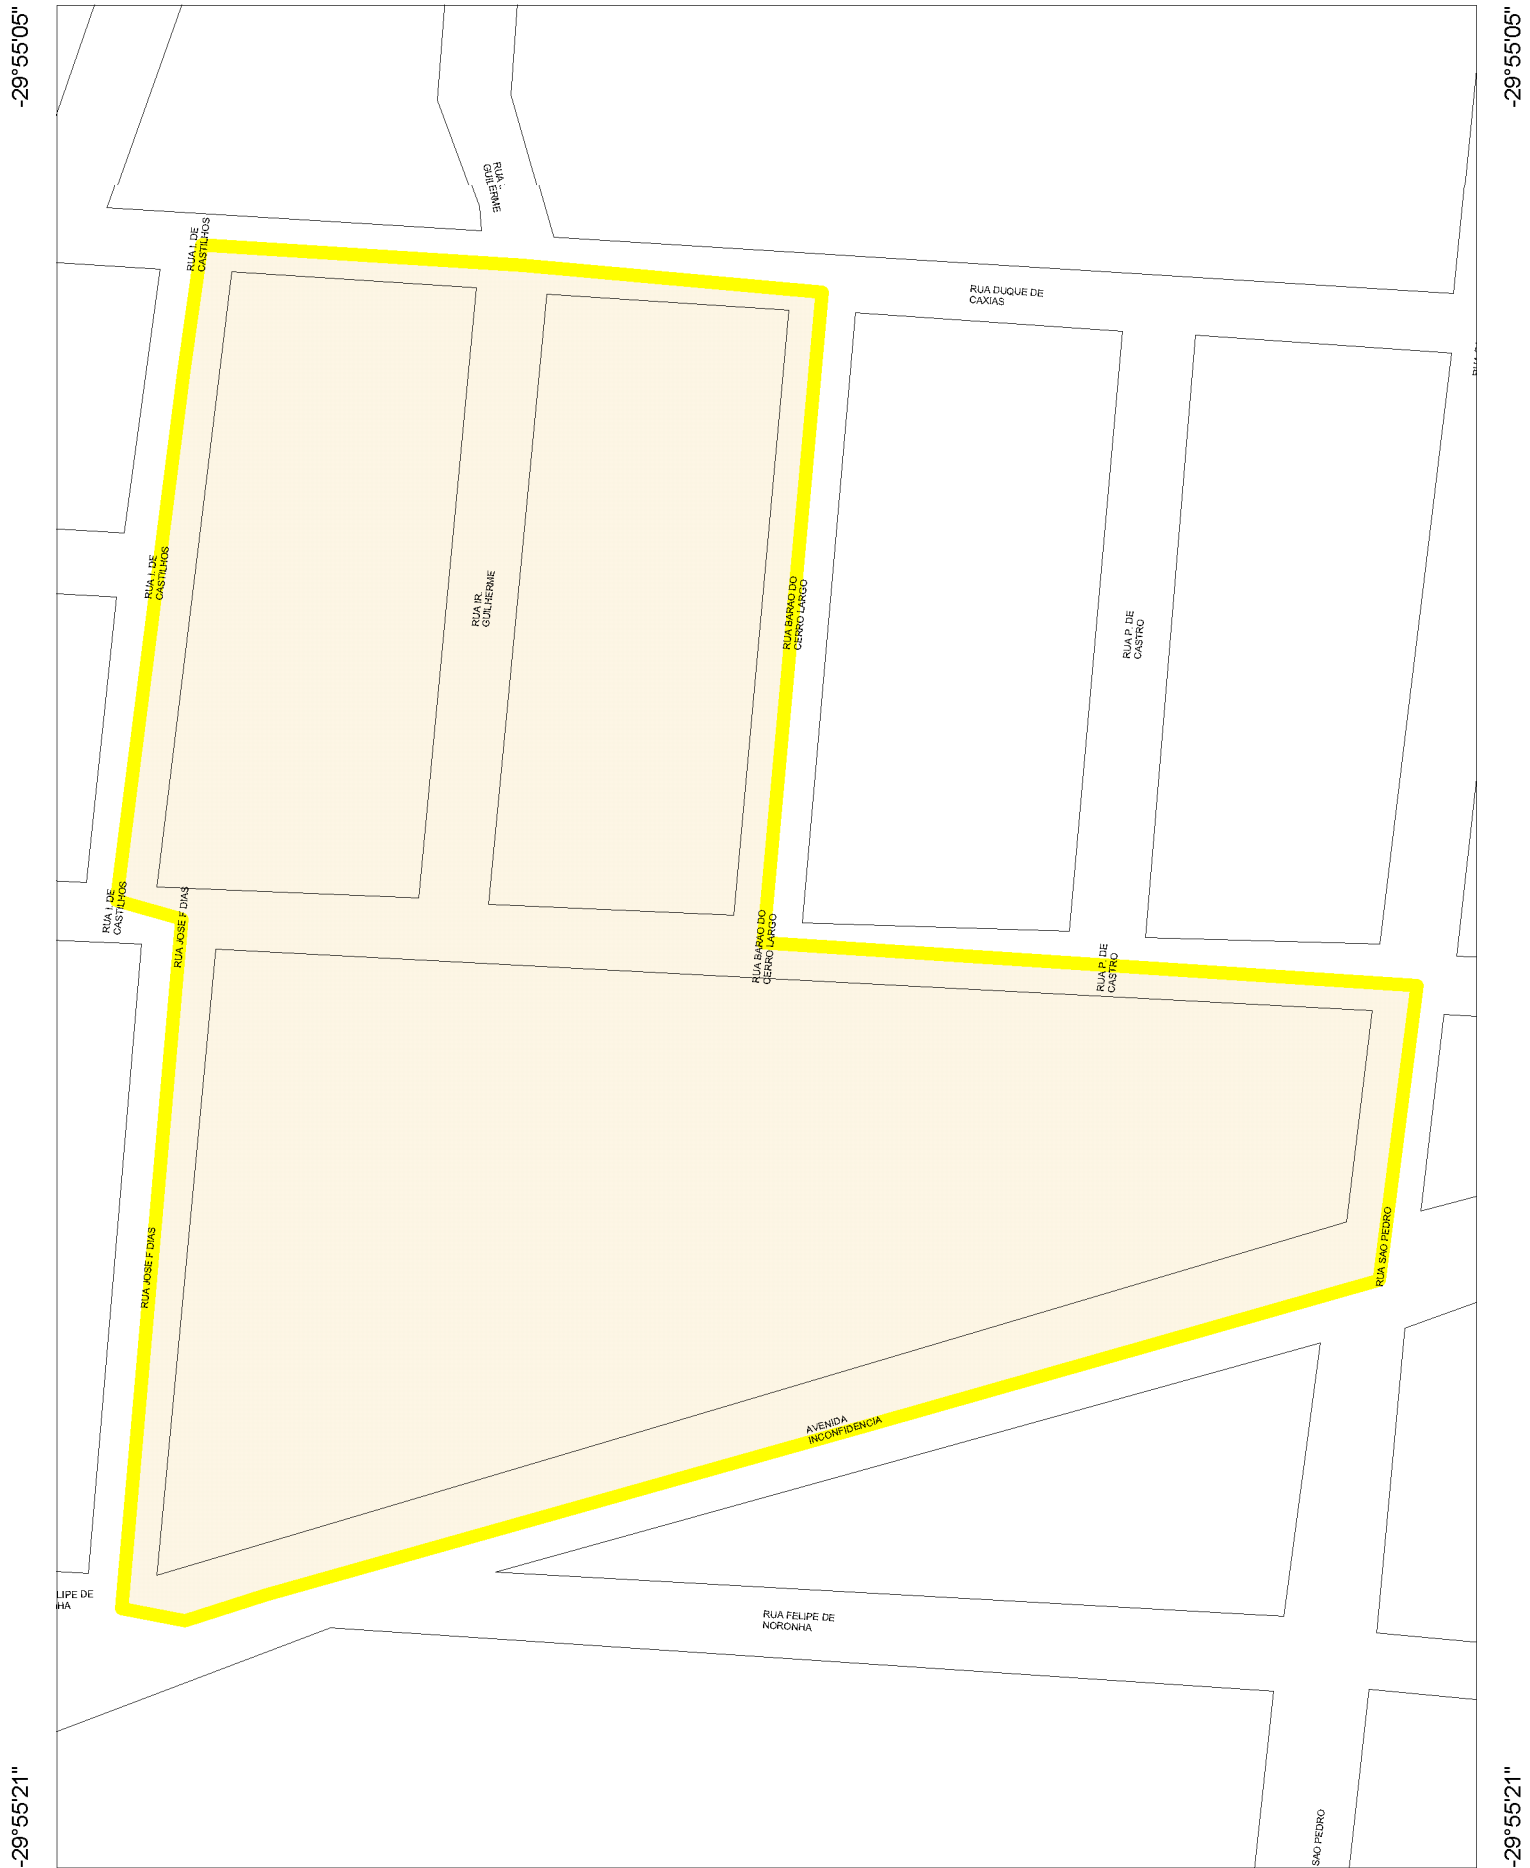 -29°55'05"
-29°55'05"
GUILERME
RUA I. DE
CASTILHOS
RUA DUQUE DE
CAXIAS
RUA I. DE
CASTILHOS
RUA IR.
GUILHERME
RUA BARAO DO
CERRO LARGO
RUA P. DE
CASTRO
RUA I. DE
CASTILHOS
RUA JOSE F DIAS
RUA BARAO DO
CERRO LARGO
RUA P. DE
CASTRO
RUA JOSE F DIAS
RUA SAO PEDRO
AVENIDA
INCONFIDENCIA
LIPE DE
HA
RUA FELIPE DE
NORONHA
SAO PEDRO
-29°55'21"
-29°55'21"